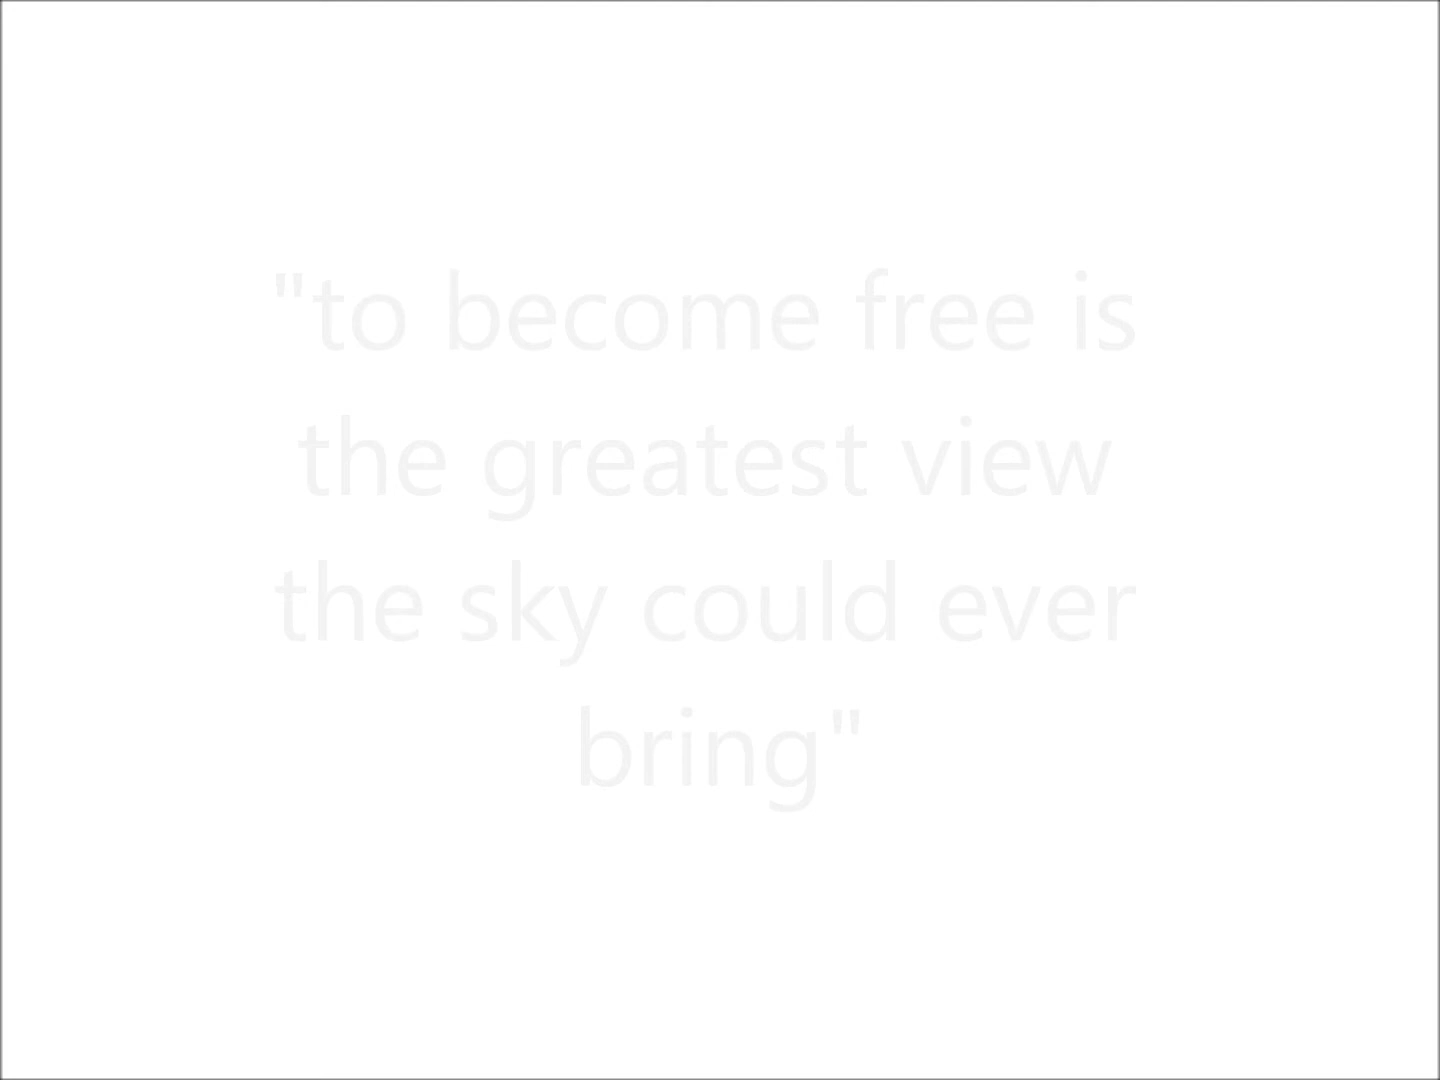 "to become free is
the greatest view
the sky could ever
bring"